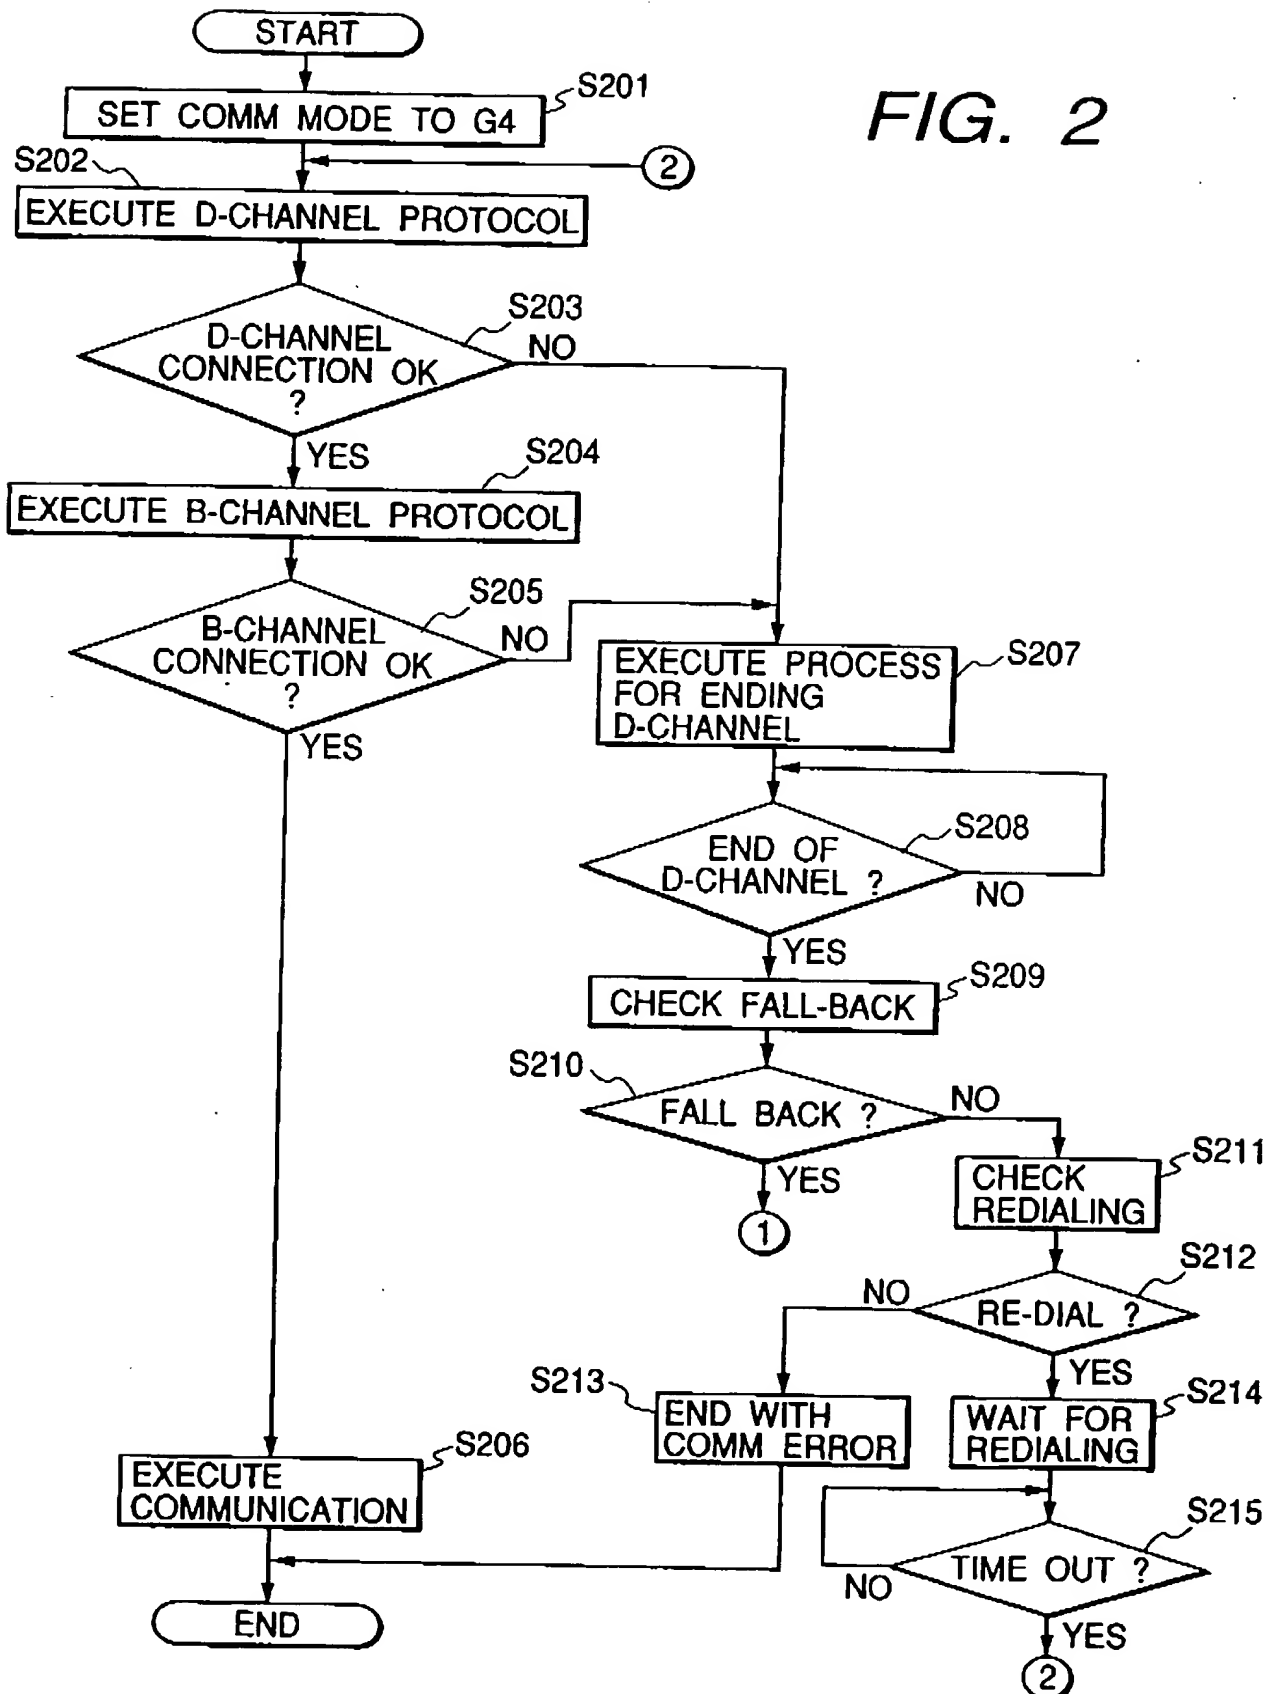 START
S201
SET COMM MODE TO G4
FIG. 2
S202
2
EXECUTE D-CHANNEL PROTOCOL
S203
D-CHANNEL
CONNECTION OK
?
NO
YES
S204
EXECUTE B-CHANNEL PROTOCOL
S205
B-CHANNEL
CONNECTION OK
?
NO
YES
S207
EXECUTE PROCESS
FOR ENDING
D-CHANNEL
S208
END OF
D-CHANNEL ?
NO
YES
S209
CHECK FALL-BACK
S210
FALL BACK ?
NO
YES
1
S211
CHECK
REDIALING
S212
RE-DIAL ?
NO
YES
S213
END WITH
COMM ERROR
S214
WAIT FOR
REDIALING
S206
EXECUTE
COMMUNICATION
S215
TIME OUT ?
NO
YES
2
END